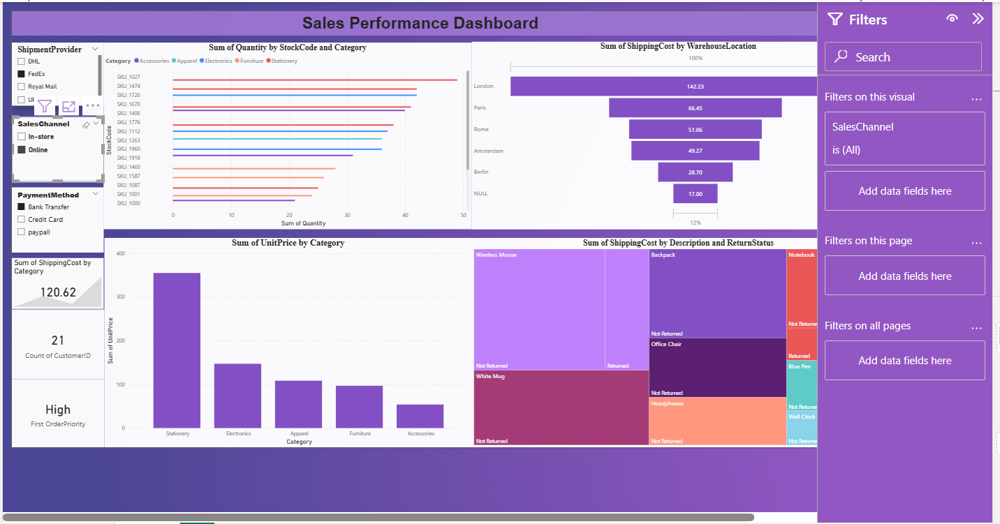 Sales Performance Dashboard
ShipmentProvider
DHL
FedEx
Royal Mail
SalesChannel
In-store
Online
PaymentMethod
Bank Transfer
Credit Card
paypall
Sum of ShippingCost by
Category
120.62
21
Count of CustomerID
High
First OrderPriority
Sum of Quantity by StockCode and Category
Category Accessories Apparel Electronics Furniture Stationery
StockCode
SKU_1027
SKU_1474
SKU_1726
SKU_1670
SKU_1406
SKU_1776
SKU_1112
SKU_1263
SKU_1960
SKU_1918
SKU_1460
SKU_1587
SKU_1087
SKU_1001
SKU_1000
0 10 20 30 40 50
Sum of Quantity
Sum of ShippingCost by WarehouseLocation
100%
London 142.23
Paris 66.45
Rome 51.06
Amsterdam 49.27
Berlin 28.70
NULL 17.00
12%
Sum of UnitPrice by Category
Sum of UnitPrice
400
300
200
100
0
Stationery Electronics Apparel Furniture Accessories
Category
Sum of ShippingCost by Description and ReturnStatus
Wireless Mouse
Not Returned
Returned
White Mug
Not Returned
Backpack
Not Returned
Office Chair
Not Returned
Headphones
Not Returned
Notebook
Not Returne
Returned
Blue Pen
Not Returne
Wall Clock
Not Returne
Filters
Search
Filters on this visual
SalesChannel
is (All)
Add data fields here
Filters on this page
Add data fields here
Filters on all pages
Add data fields here